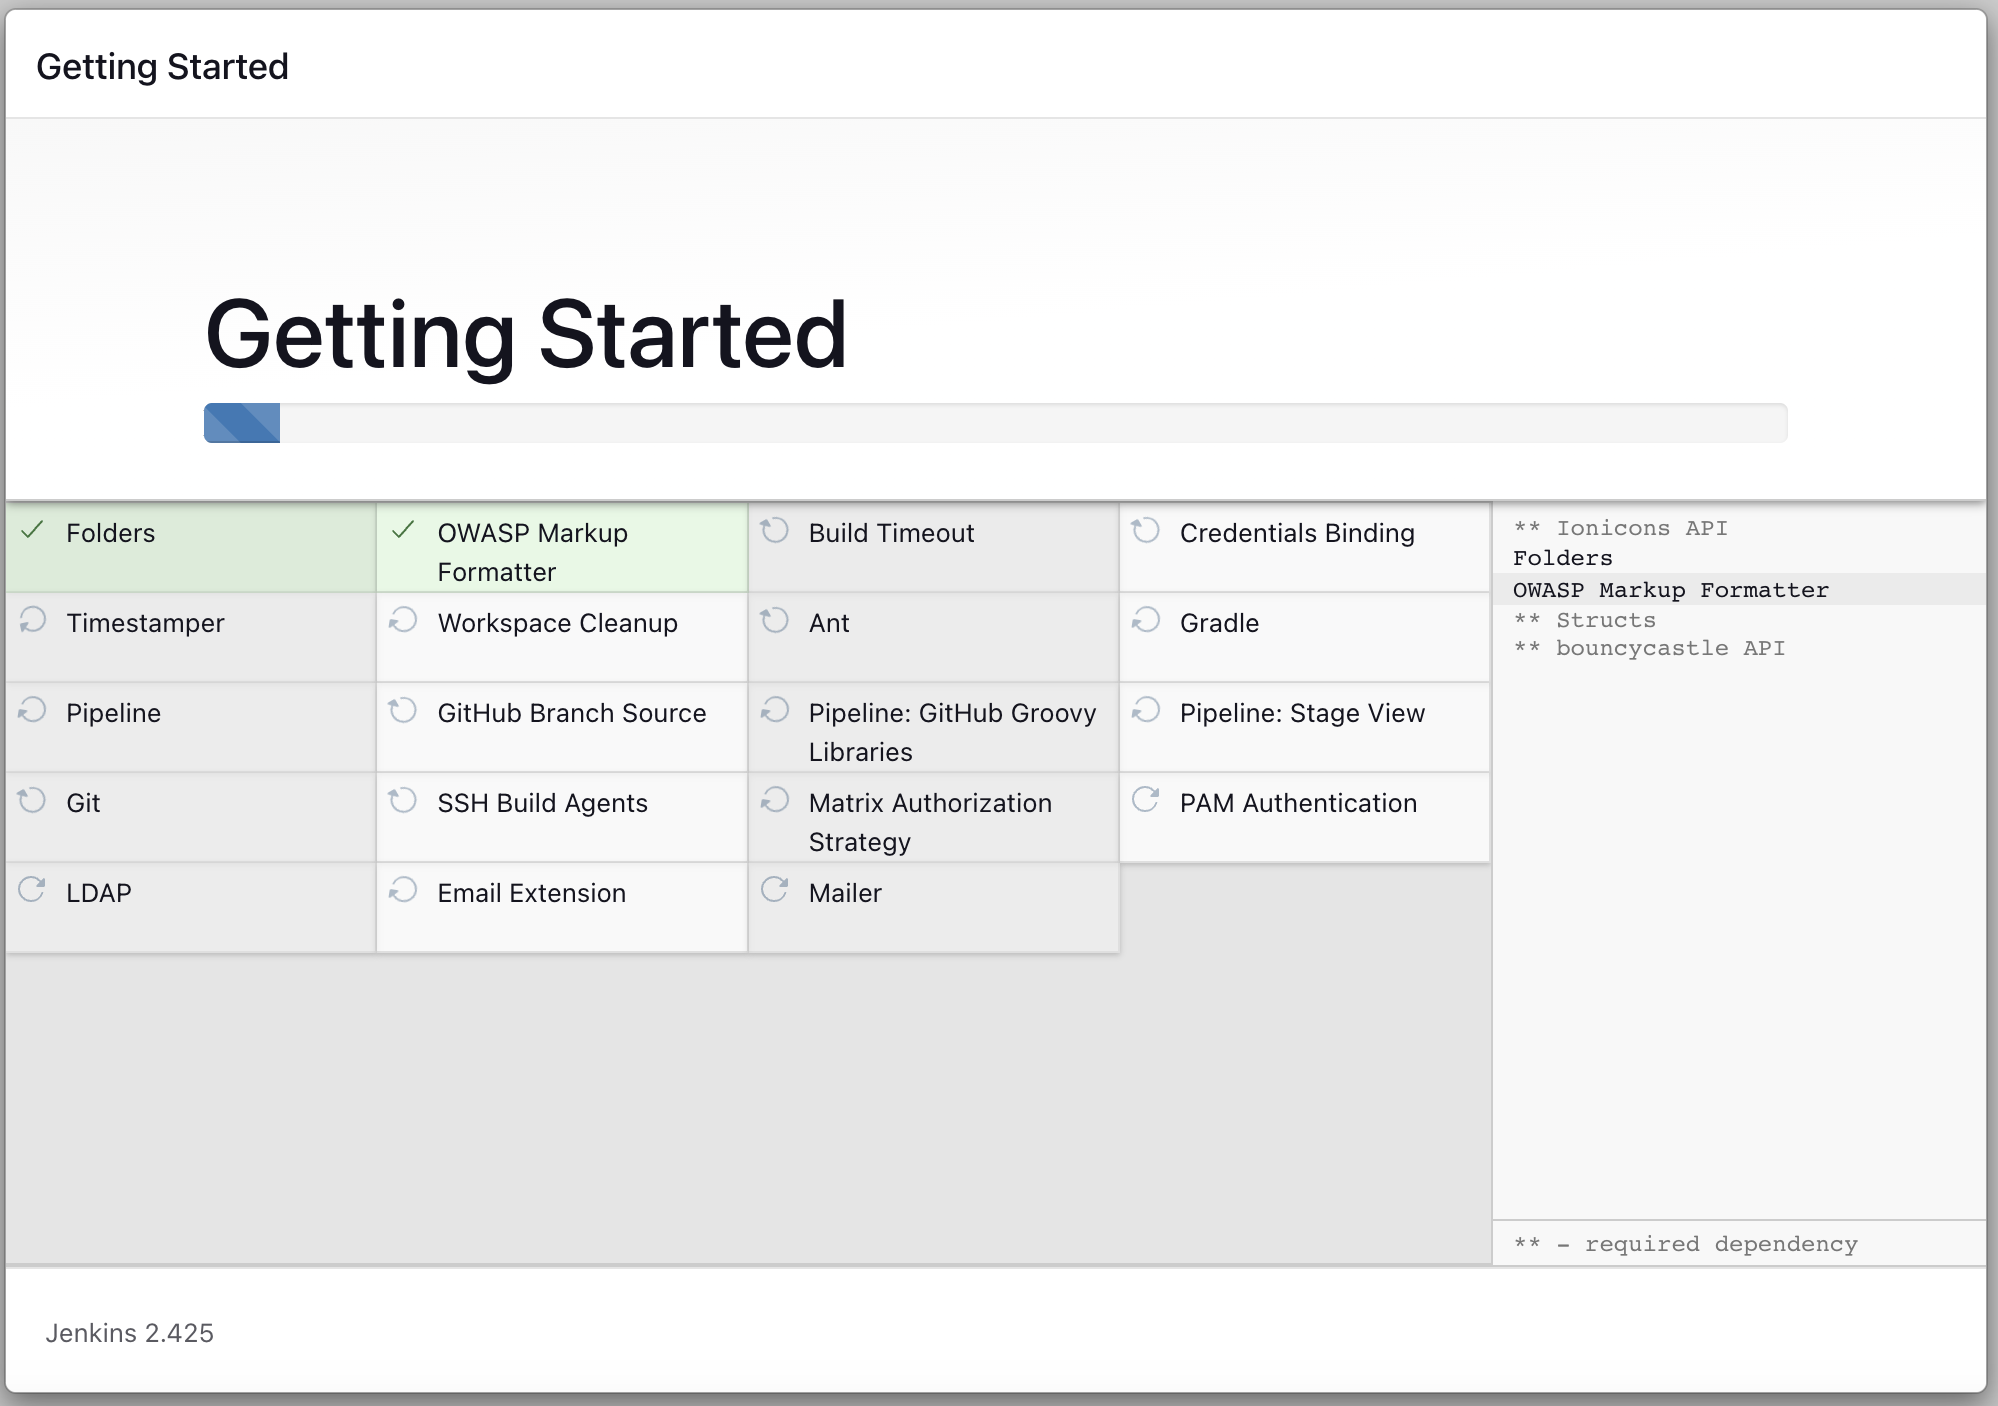 Getting Started
Getting Started
Folders
OWASP Markup
Formatter
Build Timeout
Credentials Binding
Timestamper
Workspace Cleanup
Ant
Gradle
Pipeline
GitHub Branch Source
Pipeline: GitHub Groovy
Libraries
Pipeline: Stage View
Git
SSH Build Agents
Matrix Authorization
Strategy
PAM Authentication
LDAP
Email Extension
Mailer
** Ionicons API
Folders
OWASP Markup Formatter
** Structs
** bouncycastle API
** - required dependency
Jenkins 2.425